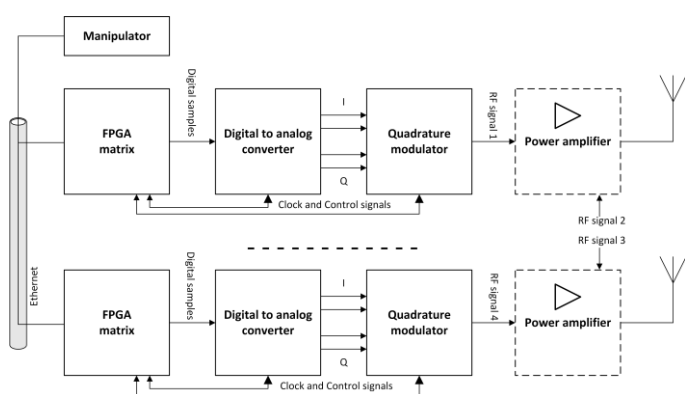 Manipulator
Digital samples
I
RF signal 1
FPGA
matrix
Digital to analog
converter
Quadrature
modulator
Power amplifier
Q
Clock and Control signals
RF signal 2
RF signal 3
Ethernet
Digital samples
I
RF signal 4
FPGA
matrix
Digital to analog
converter
Quadrature
modulator
Power amplifier
Q
Clock and Control signals